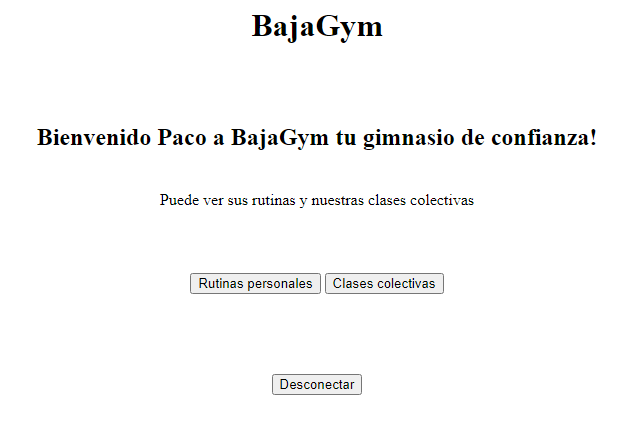 BajaGym
Bienvenido Paco a BajaGym tu gimnasio de confianza!
Puede ver sus rutinas y nuestras clases colectivas
Rutinas personales Clases colectivas
Desconectar